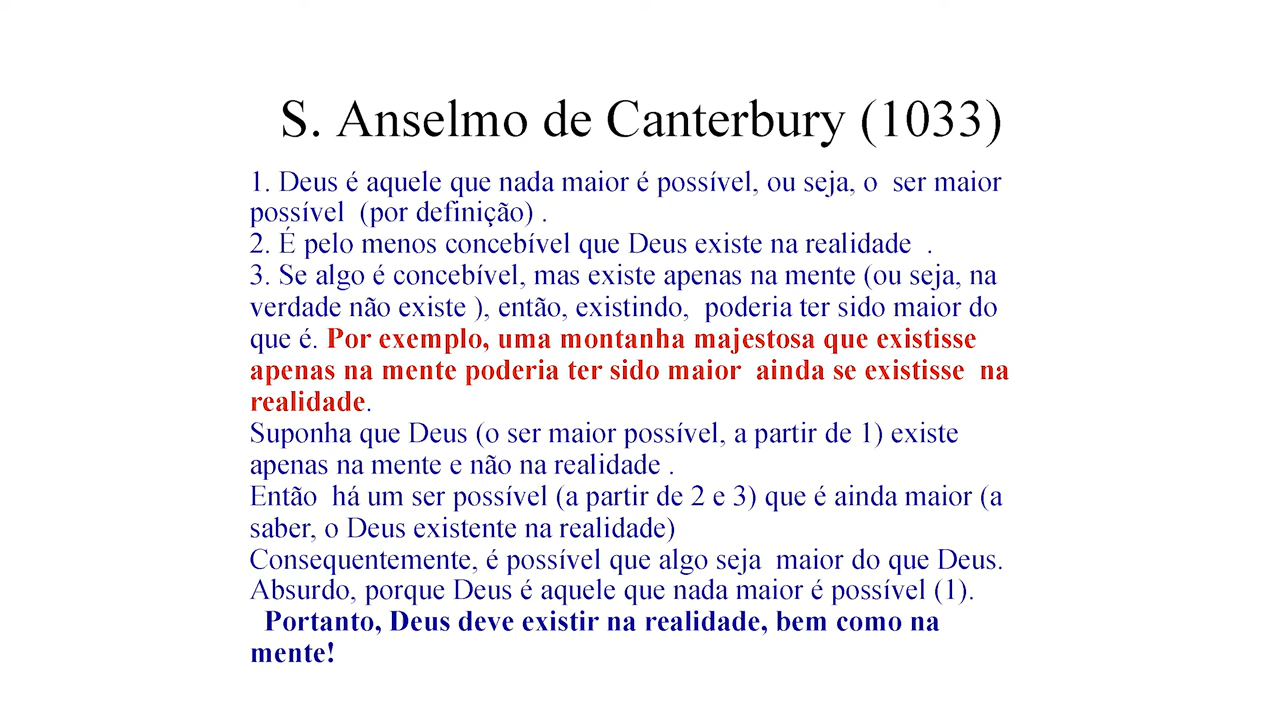 S. Anselmo de Canterbury (1033)
1. Deus é aquele que nada maior é possível, ou seja, o ser maior
possível (por definição) .
2. É pelo menos concebível que Deus existe na realidade .
3. Se algo é concebível, mas existe apenas na mente (ou seja, na
verdade não existe ), então, existindo, poderia ter sido maior do
que é. Por exemplo, uma montanha majestosa que existisse
apenas na mente poderia ter sido maior ainda se existisse na
realidade.
Suponha que Deus (o ser maior possível, a partir de 1) existe
apenas na mente e não na realidade .
Então há um ser possível (a partir de 2 e 3) que é ainda maior (a
saber, o Deus existente na realidade)
Consequentemente, é possível que algo seja maior do que Deus.
Absurdo, porque Deus é aquele que nada maior é possível (1).
Portanto, Deus deve existir na realidade, bem como na
mente!